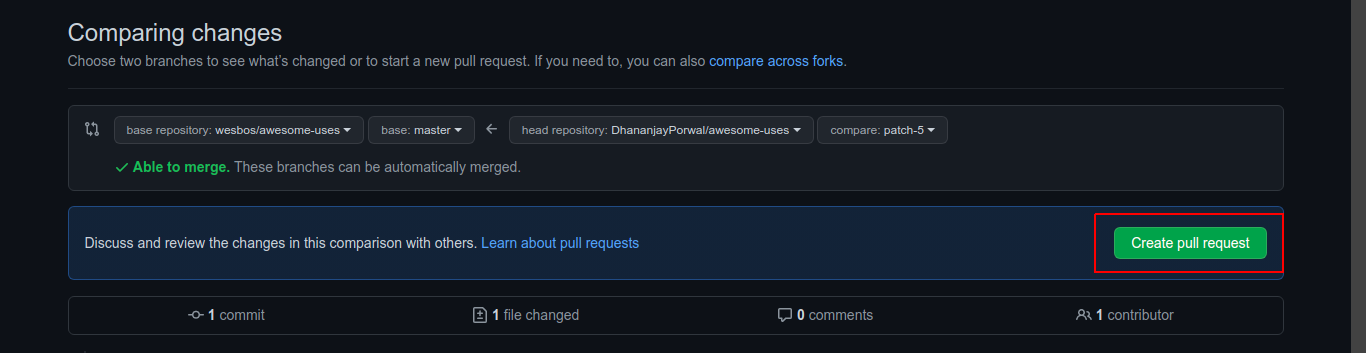 Comparing changes
Choose two branches to see what's changed or to start a new pull request. If you need to, you can also compare across forks.
base repository: wesbos/awesome-uses base: master head repository: DhananjayPorwal/awesome-uses compare: patch-5
Able to merge. These branches can be automatically merged.
Discuss and review the changes in this comparison with others. Learn about pull requests Create pull request
1 commit 1 file changed 0 comments 1 contributor